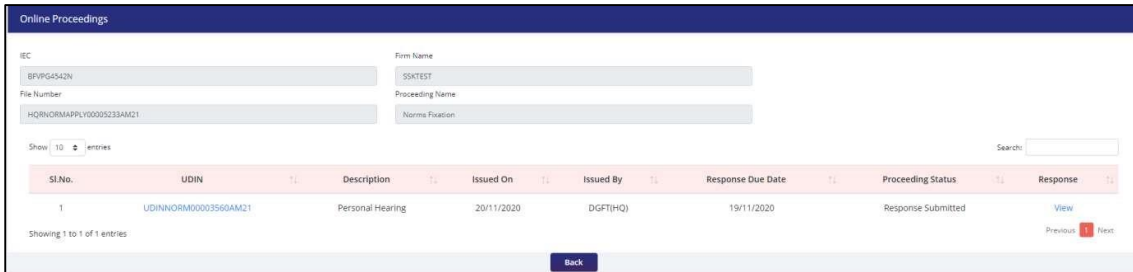 Online Proceedings
IEC Firm Name
BFVPG4542N SSKTEST
File Number Proceeding Name
HQRNORMAPPLY00005233AM21 Norms Fixation
Show 10 entries Search:
Sl.No. UDIN Description Issued On Issued By Response Due Date Proceeding Status Response
1 UDINNORM00003560AM21 Personal Hearing 20/11/2020 DGFT(HQ) 19/11/2020 Response Submitted View
Showing 1 to 1 of 1 entries Previous 1 Next
Back